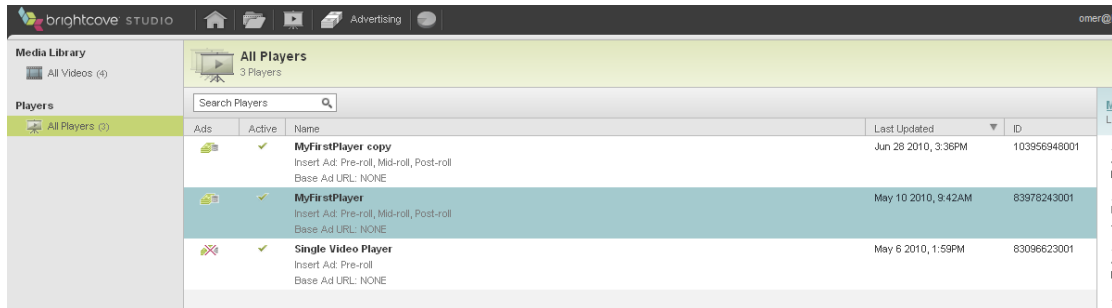 brightcove STUDIO
Advertising
omer@
Media Library
All Videos (4)
Players
All Players (3)
All Players
3 Players
Search Players
Ads Active Name Last Updated ID
MyFirstPlayer copy Jun 28 2010, 3:36PM 103956948001
Insert Ad: Pre-roll, Mid-roll, Post-roll
Base Ad URL: NONE
MyFirstPlayer May 10 2010, 9:42AM 83978243001
Insert Ad: Pre-roll, Mid-roll, Post-roll
Base Ad URL: NONE
Single Video Player May 6 2010, 1:59PM 83096623001
Insert Ad: Pre-roll
Base Ad URL: NONE